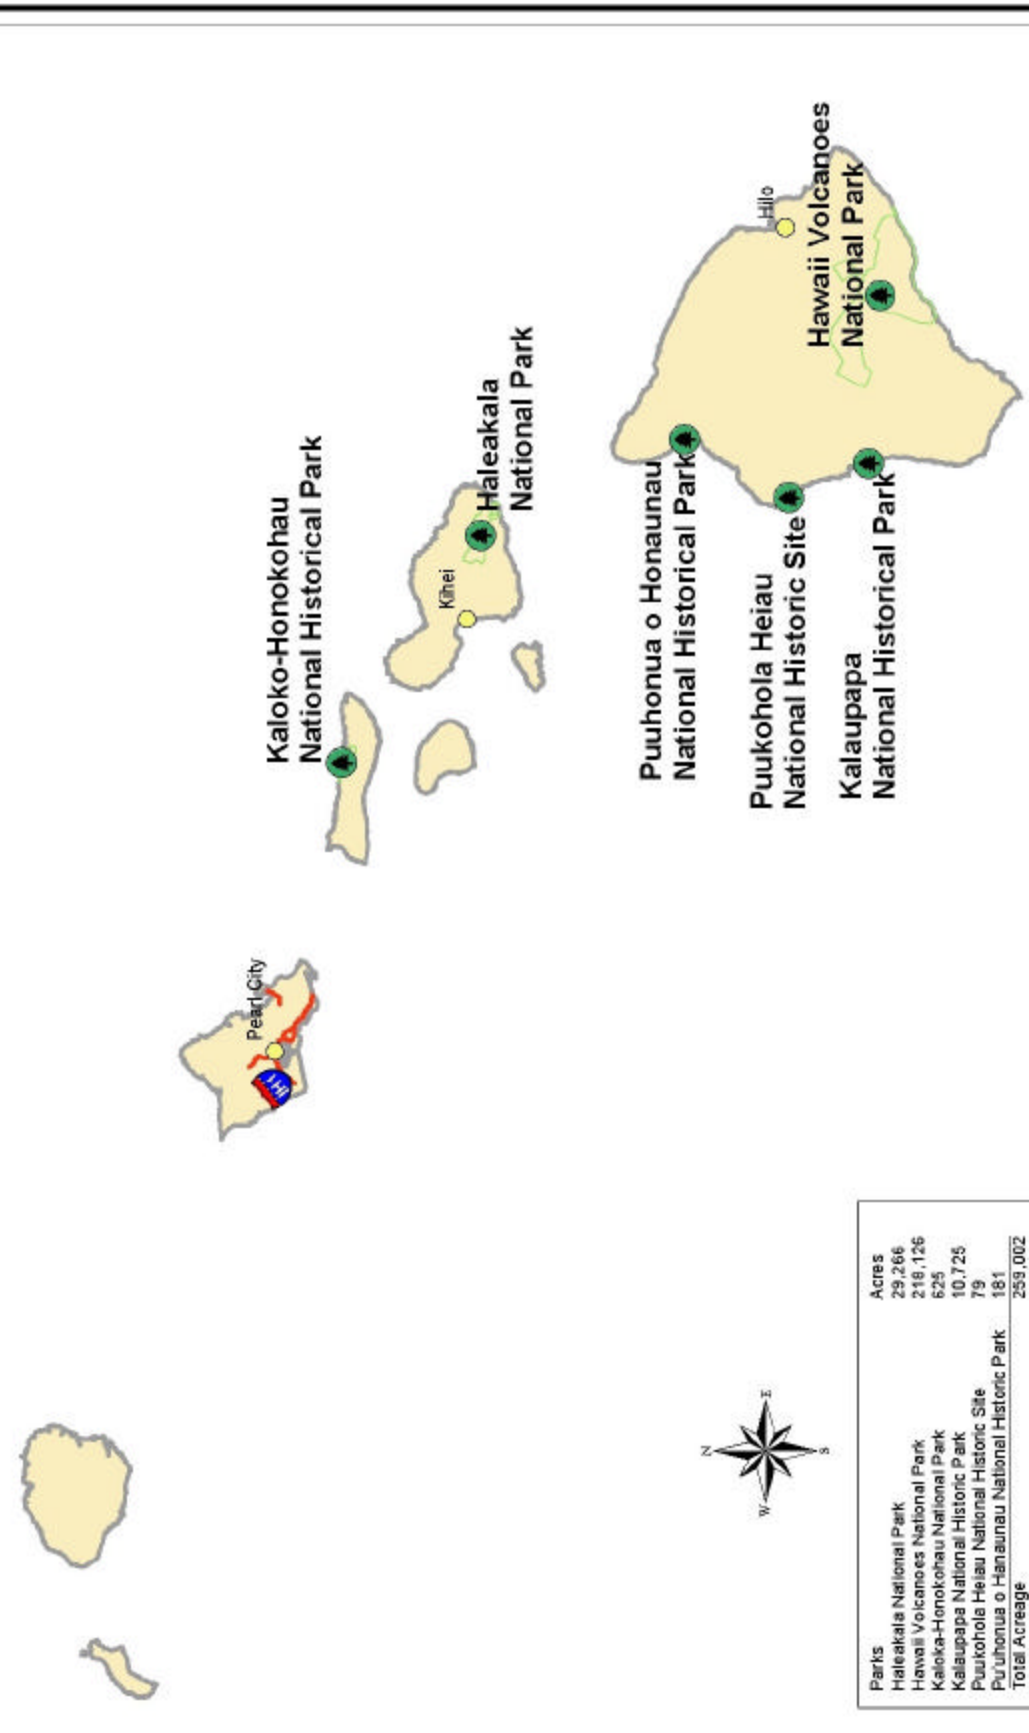 Pearl City
IH1
Kaloko-Honokohau
National Historical Park
Kihei
Haleakala
National Park
Puuhonua o Honaunau
National Historical Park
Hilo
Puukohola Heiau
National Historic Site
Hawaii Volcanoes
National Park
Kalaupapa
National Historical Park
N
W E
S
Parks Acres
Haleakala National Park 29,266
Hawaii Volcanoes National Park 218,126
Kaloka-Honokohau National Park 625
Kalaupapa National Historic Park 10,725
Puukohola Heiau National Historic Site 79
Pu'uhonua o Hanaunau National Historic Park 181
Total Acreage 259,002